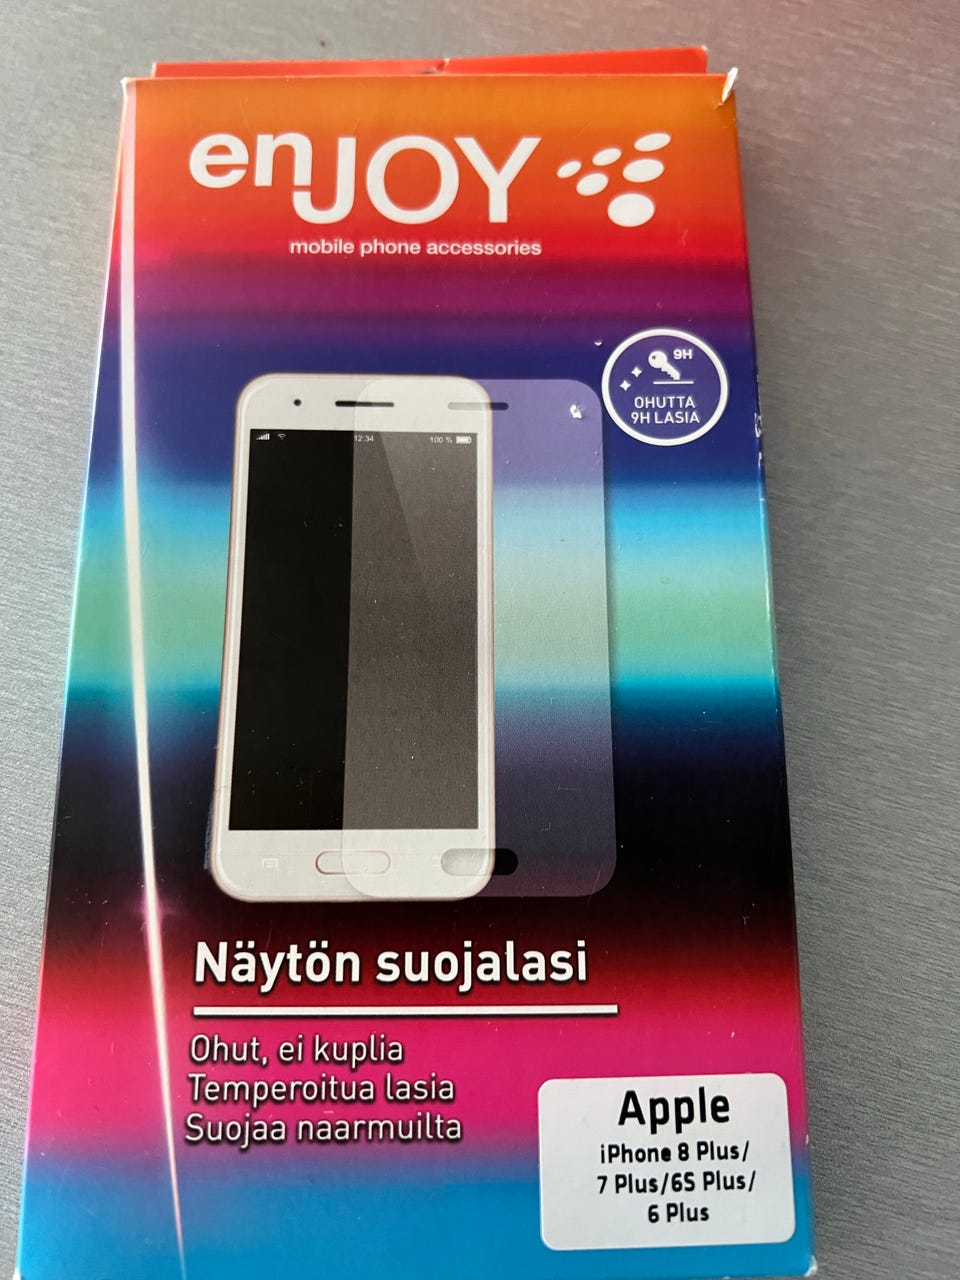 enJOY
mobile phone accessories
9H
OHUTTA
9H LASIA
12:34
100 %
Näytön suojalasi
Ohut, ei kuplia
Temperoitua lasia
Suojaa naarmuilta
Apple
iPhone 8 Plus/
7 Plus/6S Plus/
6 Plus